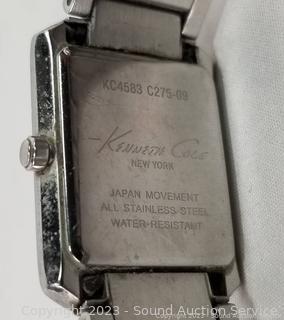 KC4583 C275-09
Kenneth Cole
NEW YORK
JAPAN MOVEMENT
ALL STAINLESS STEEL
WATER-RESISTANT
Copyright 2023 - Sound Auction Service